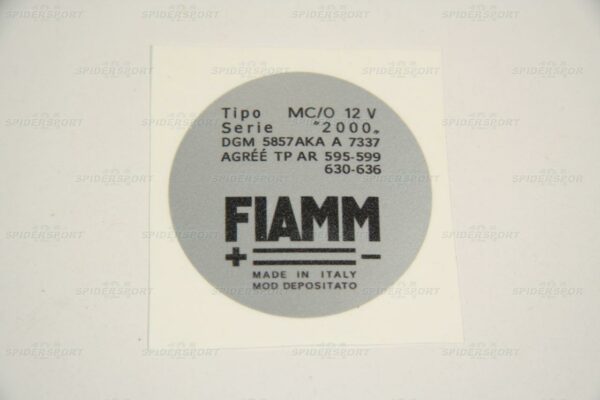 Tipo MC/O 12 V
Serie "2000„
DGM 5857AKA A 7337
AGRÉÉ TP AR 595-599
630-636
FIAMM
+ −
MADE IN ITALY
MOD DEPOSITATO
SPIDERSPORT